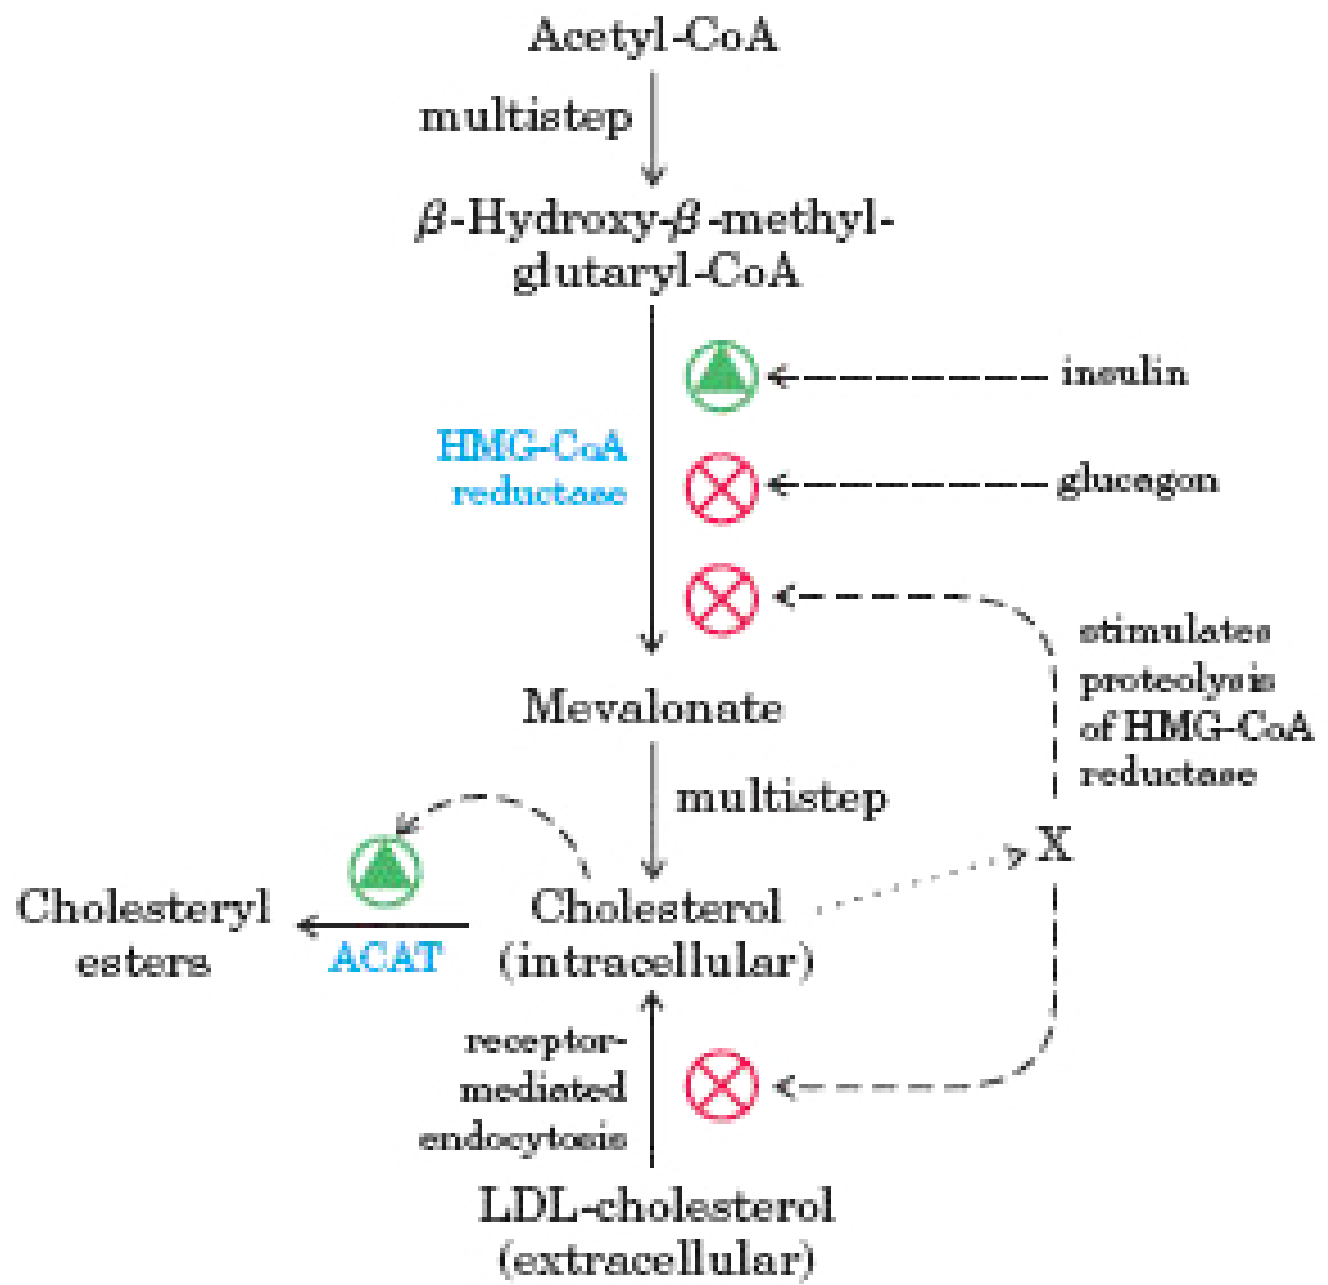 Acetyl-CoA
multistep
β-Hydroxy-β-methyl-
glutaryl-CoA
insulin
HMG-CoA
reductase
glucagon
stimulates
proteolysis
of HMG-CoA
reductase
Mevalonate
multistep
X
Cholesteryl
esters
ACAT
Cholesterol
(intracellular)
receptor-
mediated
endocytosis
LDL-cholesterol
(extracellular)